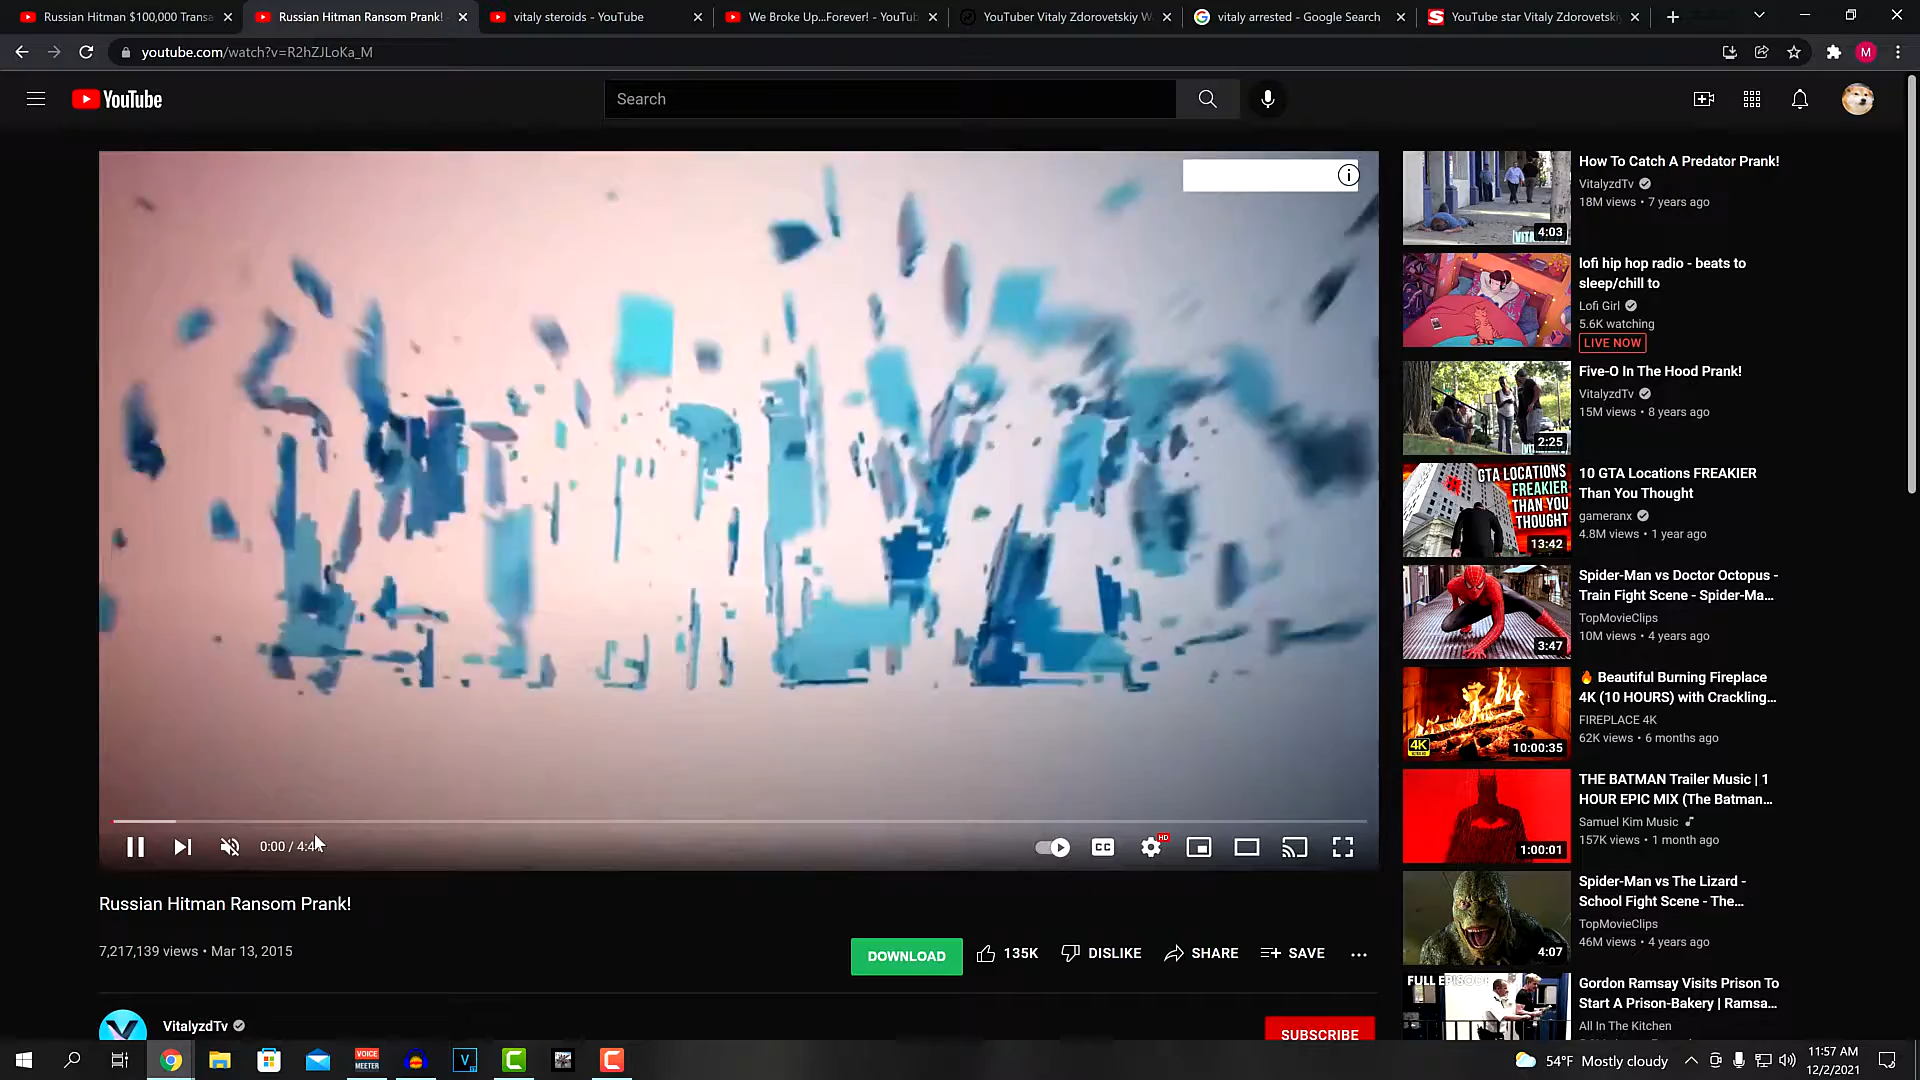 Russian Hitman $100,000 Transa
Russian Hitman Ransom Prank!
vitaly steroids - YouTube
We Broke Up...Forever! - YouTu
YouTuber Vitaly Zdorovetskiy W
vitaly arrested - Google Search
YouTube star Vitaly Zdorovetskiy
youtube.com/watch?v=R2hZJLoKa_M
M
YouTube
Search
0:00 / 4:4
CC
HD
Russian Hitman Ransom Prank!
7,217,139 views • Mar 13, 2015
DOWNLOAD
135K
DISLIKE
SHARE
SAVE
VitalyzdTv
SUBSCRIBE
How To Catch A Predator Prank!
VitalyzdTv
18M views • 7 years ago
4:03
lofi hip hop radio - beats to
sleep/chill to
Lofi Girl
5.6K watching
LIVE NOW
Five-O In The Hood Prank!
VitalyzdTv
15M views • 8 years ago
2:25
GTA LOCATIONS
FREAKIER
THAN YOU
THOUGHT
13:42
10 GTA Locations FREAKIER
Than You Thought
gameranx
4.8M views • 1 year ago
Spider-Man vs Doctor Octopus -
Train Fight Scene - Spider-Ma...
TopMovieClips
10M views • 4 years ago
3:47
🔥 Beautiful Burning Fireplace
4K (10 HOURS) with Crackling...
FIREPLACE 4K
62K views • 6 months ago
4K
10:00:35
THE BATMAN Trailer Music | 1
HOUR EPIC MIX (The Batman...
Samuel Kim Music
157K views • 1 month ago
1:00:01
Spider-Man vs The Lizard -
School Fight Scene - The...
TopMovieClips
46M views • 4 years ago
4:07
FULL EPISODE
Gordon Ramsay Visits Prison To
Start A Prison-Bakery | Ramsa...
All In The Kitchen
VOICE
MEETER
54°F Mostly cloudy
11:57 AM
12/2/2021